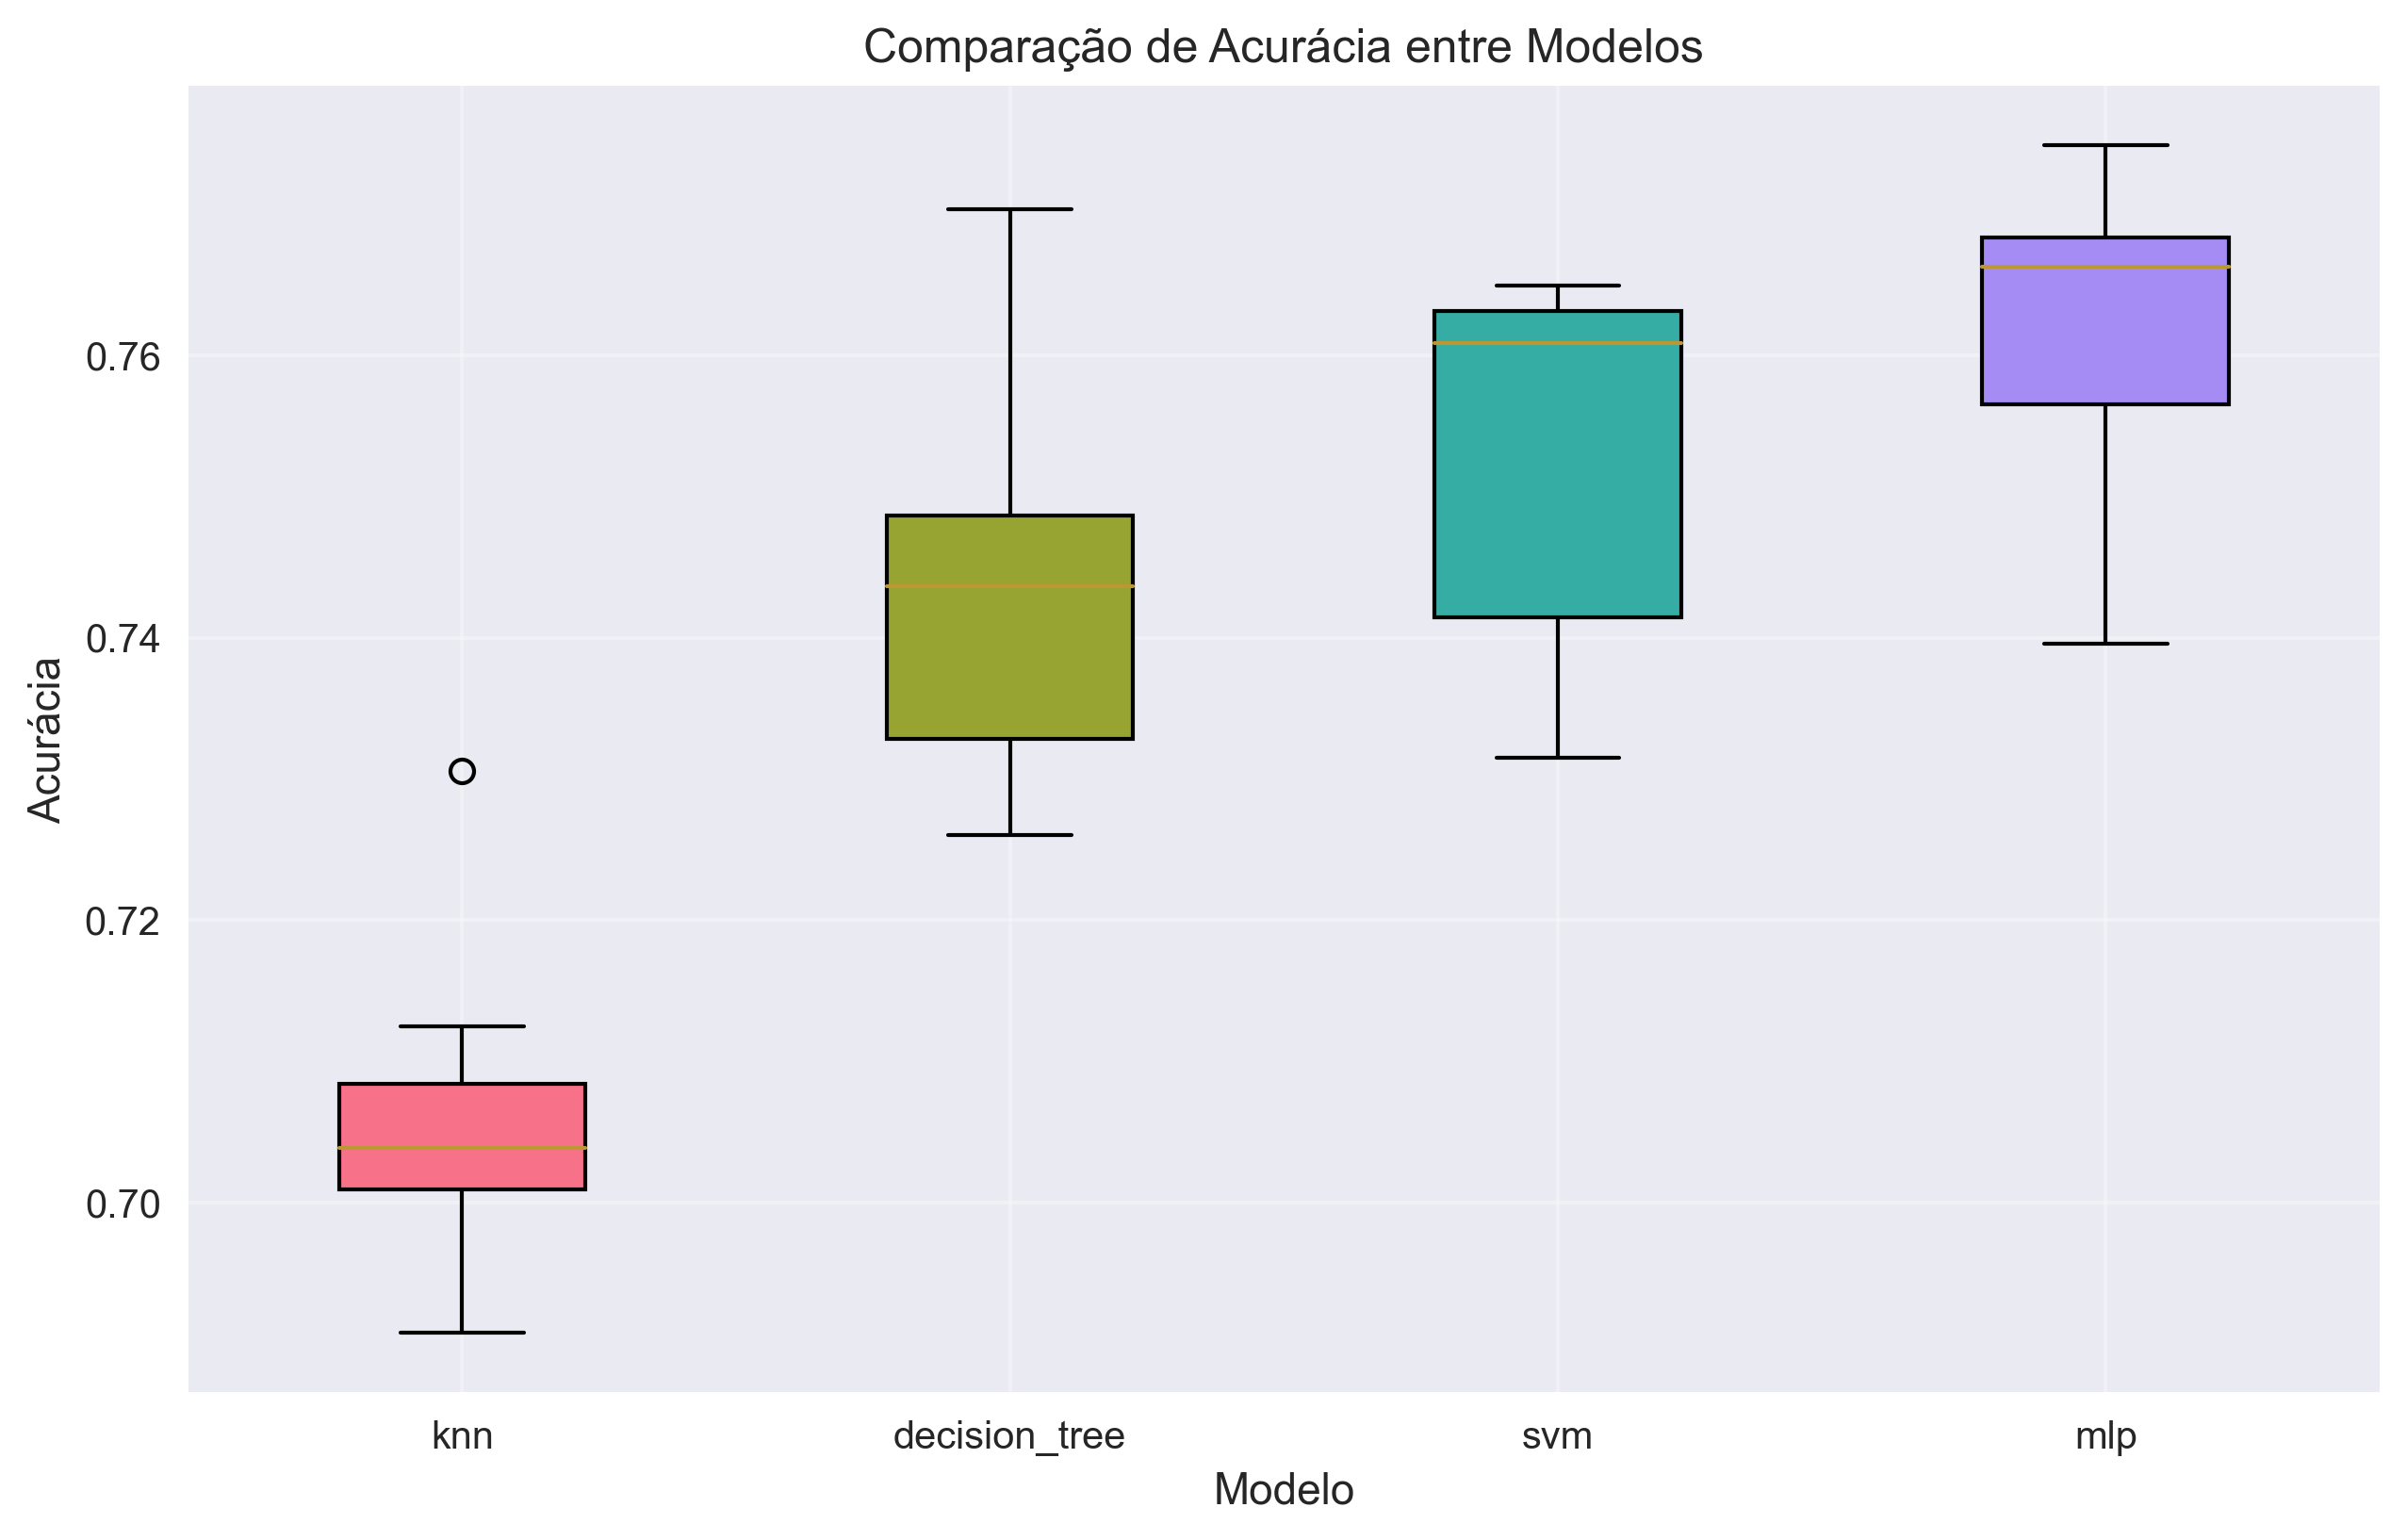 Comparação de Acurácia entre Modelos
Acurácia
0.76
0.74
0.72
0.70
knn
decision_tree
svm
mlp
Modelo